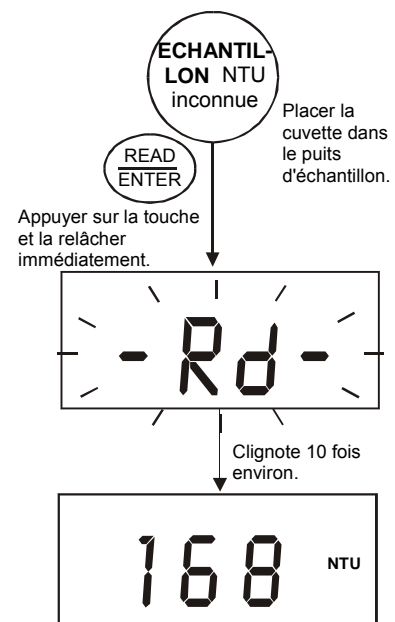 ECHANTIL-
LON NTU
inconnue
Placer la
cuvette dans
le puits
d'échantillon.
READ
ENTER
Appuyer sur la touche
et la relâcher
immédiatement.
- Rd -
Clignote 10 fois
environ.
168 NTU